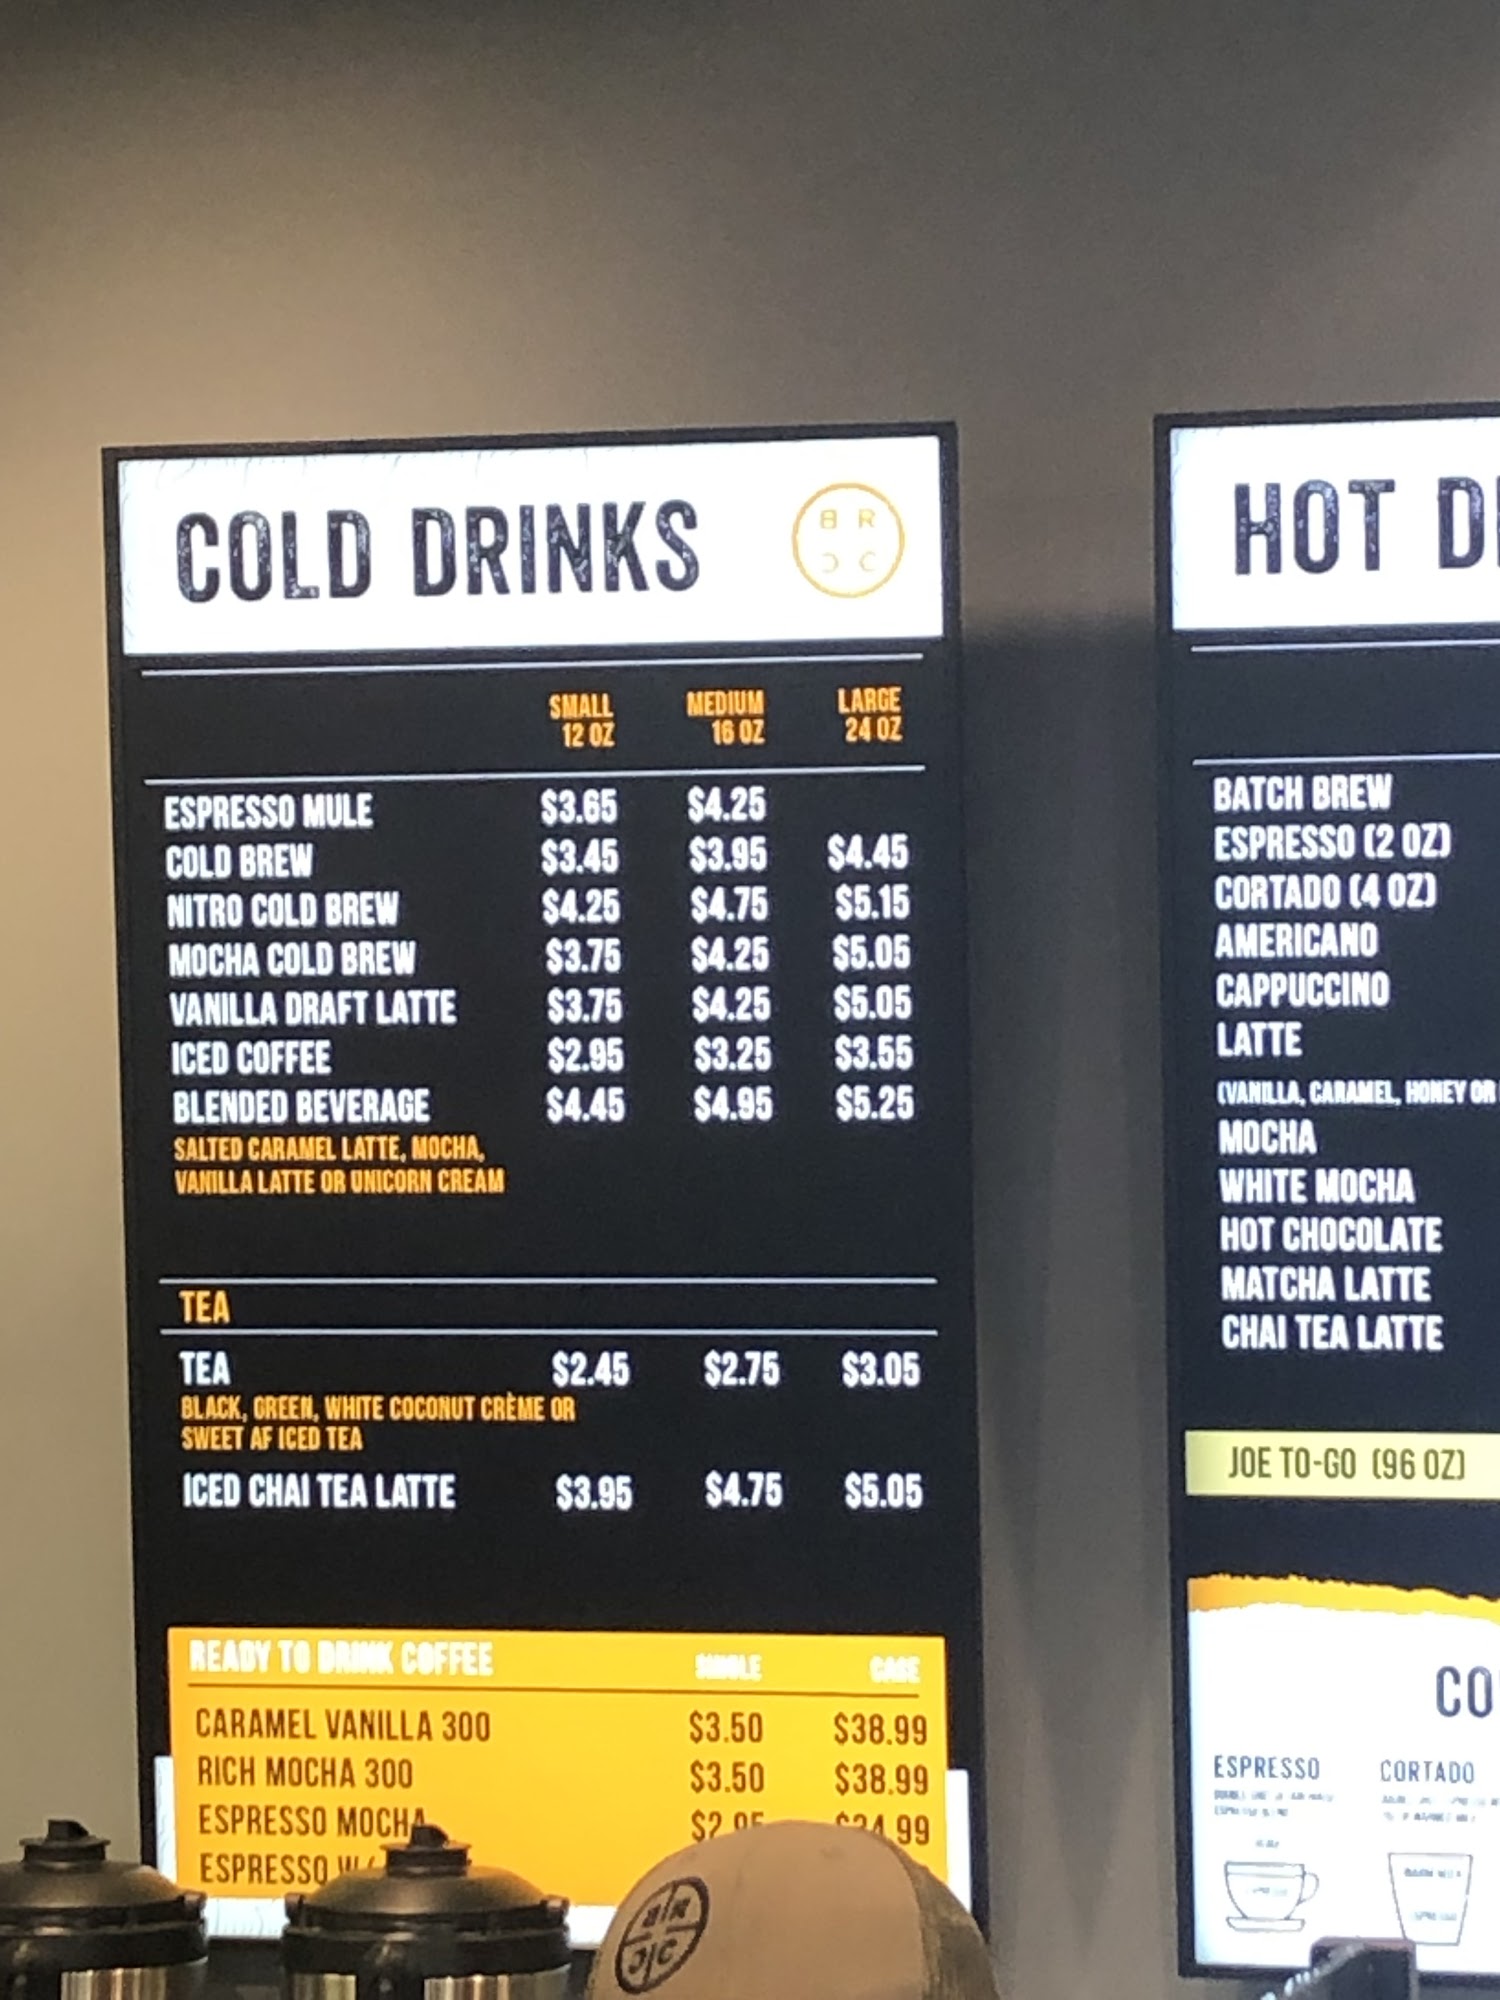 COLD DRINKS
B R
C C
SMALL MEDIUM LARGE
12 OZ 16 OZ 24 OZ
ESPRESSO MULE $3.65 $4.25
COLD BREW $3.45 $3.95 $4.45
NITRO COLD BREW $4.25 $4.75 $5.15
MOCHA COLD BREW $3.75 $4.25 $5.05
VANILLA DRAFT LATTE $3.75 $4.25 $5.05
ICED COFFEE $2.95 $3.25 $3.55
BLENDED BEVERAGE $4.45 $4.95 $5.25
SALTED CARAMEL LATTE, MOCHA,
VANILLA LATTE OR UNICORN CREAM
TEA
TEA $2.45 $2.75 $3.05
BLACK, GREEN, WHITE COCONUT CRÈME OR
SWEET AF ICED TEA
ICED CHAI TEA LATTE $3.95 $4.75 $5.05
READY TO DRINK COFFEE SINGLE CASE
CARAMEL VANILLA 300 $3.50 $38.99
RICH MOCHA 300 $3.50 $38.99
ESPRESSO MOCHA
ESPRESSO
B R
C C
HOT
BATCH BREW
ESPRESSO (2 OZ)
CORTADO (4 OZ)
AMERICANO
CAPPUCCINO
LATTE
(VANILLA, CARAMEL, HONEY OR
MOCHA
WHITE MOCHA
HOT CHOCOLATE
MATCHA LATTE
CHAI TEA LATTE
JOE TO-GO (96 OZ)
CO
ESPRESSO CORTADO